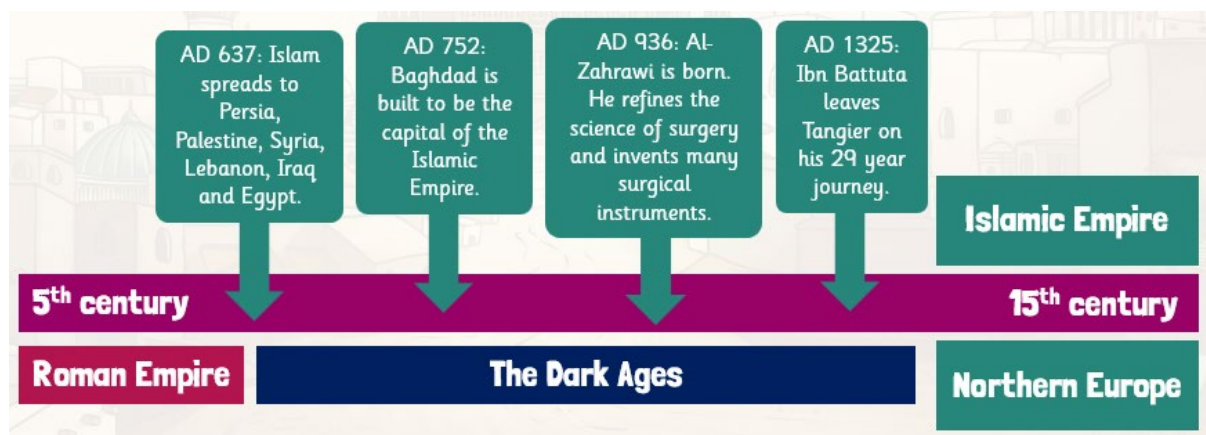 AD 637: Islam
spreads to
Persia,
Palestine, Syria,
Lebanon, Iraq
and Egypt.
AD 752:
Baghdad is
built to be the
capital of the
Islamic
Empire.
AD 936: Al-
Zahrawi is born.
He refines the
science of surgery
and invents many
surgical
instruments.
AD 1325:
Ibn Battuta
leaves
Tangier on
his 29 year
journey.
Islamic Empire
5th century
15th century
Roman Empire
The Dark Ages
Northern Europe